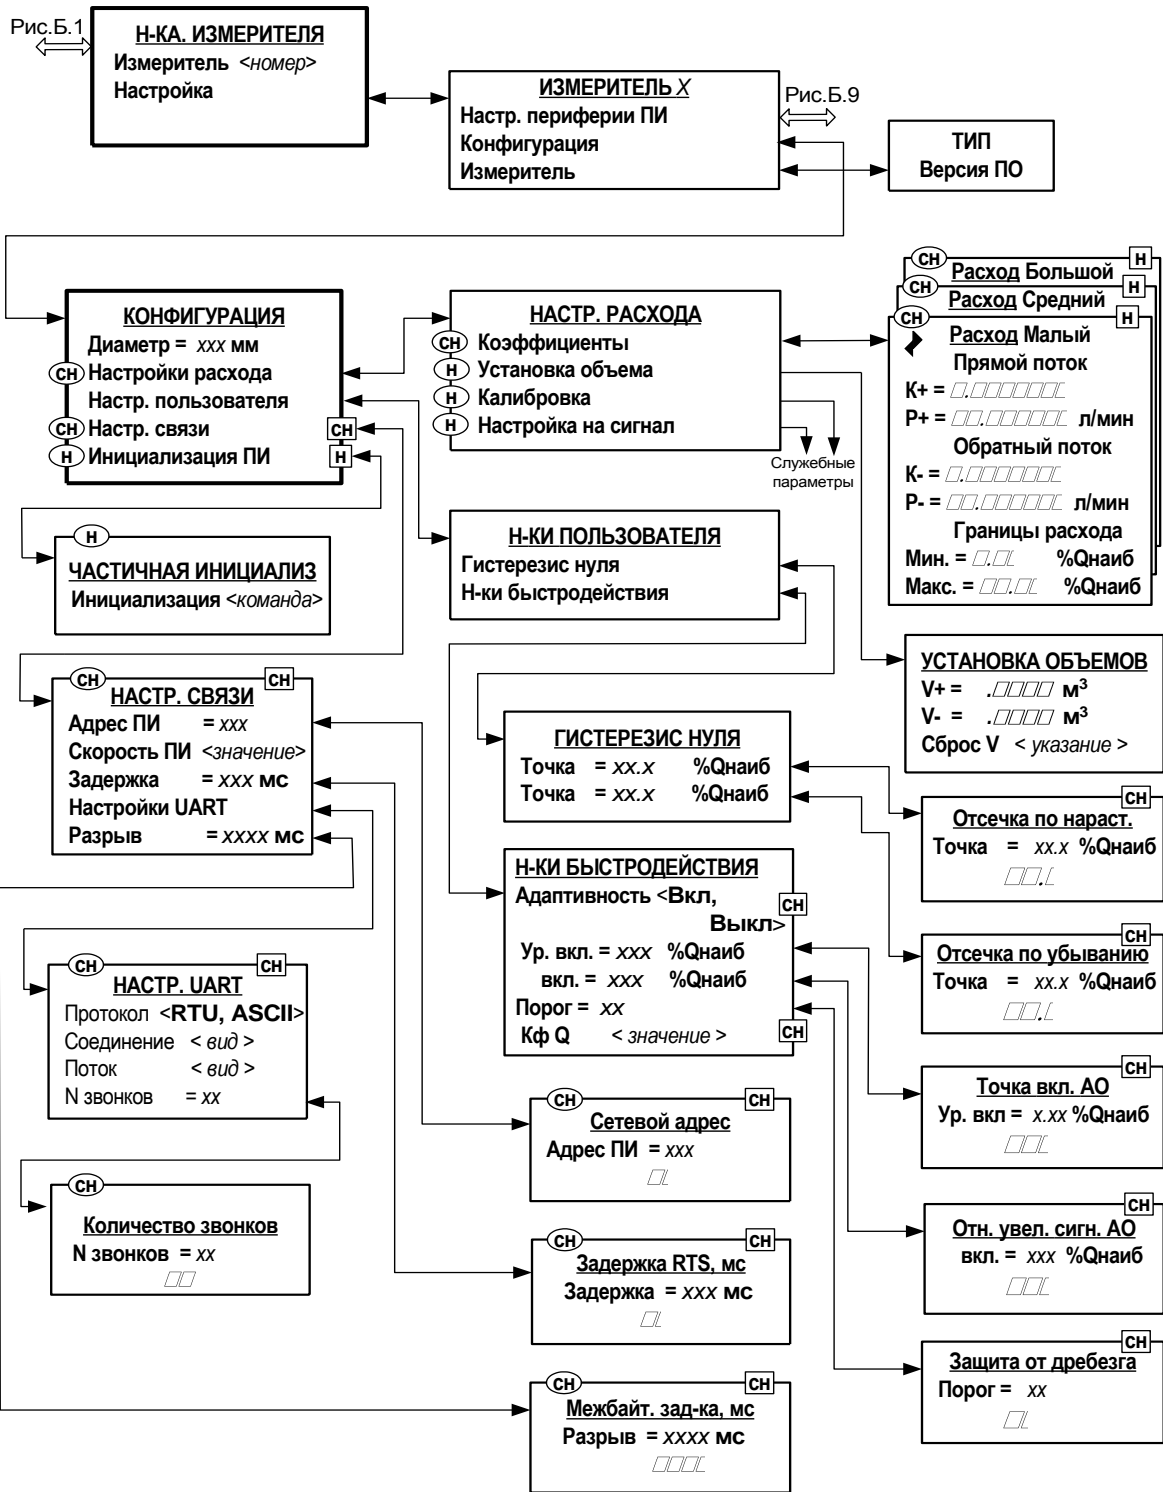 Рис.Б.1
Н-КА. ИЗМЕРИТЕЛЯ
Измеритель <номер>
Настройка
ИЗМЕРИТЕЛЬ X
Настр. периферии ПИ
Конфигурация
Измеритель
Рис.Б.9
ТИП
Версия ПО
КОНФИГУРАЦИЯ
Диаметр = xxx мм
СН Настройки расхода
Настр. пользователя
СН Настр. связи СН
Н Инициализация ПИ Н
НАСТР. РАСХОДА
СН Коэффициенты
Н Установка объема
Н Калибровка
Н Настройка на сигнал
Служебные
параметры
СН Н
Расход Большой
СН Н
Расход Средний
СН Н
Расход Малый
Прямой поток
К+ =
Р+ = л/мин
Обратный поток
К- =
Р- = л/мин
Границы расхода
Мин. = %Qнаиб
Макс. = %Qнаиб
Н
ЧАСТИЧНАЯ ИНИЦИАЛИЗ
Инициализация <команда>
Н-КИ ПОЛЬЗОВАТЕЛЯ
Гистерезис нуля
Н-ки быстродействия
УСТАНОВКА ОБЪЕМОВ
V+ = . м³
V- = . м³
Сброс V < указание >
СН СН
НАСТР. СВЯЗИ
Адрес ПИ = xxx
Скорость ПИ <значение>
Задержка = xxx мс
Настройки UART
Разрыв = xxxx мс
ГИСТЕРЕЗИС НУЛЯ
Точка = xx.x %Qнаиб
Точка = xx.x %Qнаиб
СН
Отсечка по нараст.
Точка = xx.x %Qнаиб
Н-КИ БЫСТРОДЕЙСТВИЯ
Адаптивность <Вкл,
СН
Выкл>
Ур. вкл. = xxx %Qнаиб
вкл. = xxx %Qнаиб
Порог = xx
СН
Кф Q < значение >
СН
Отсечка по убыванию
Точка = xx.x %Qнаиб
СН СН
НАСТР. UART
Протокол <RTU, ASCII>
Соединение < вид >
Поток < вид >
N звонков = xx
СН
Точка вкл. АО
Ур. вкл = x.xx %Qнаиб
СН СН
Сетевой адрес
Адрес ПИ = xxx
СН
Количество звонков
N звонков = xx
СН
Отн. увел. сигн. АО
вкл. = xxx %Qнаиб
СН СН
Задержка RTS, мс
Задержка = xxx мс
СН
Защита от дребезга
Порог = xx
СН СН
Межбайт. зад-ка, мс
Разрыв = xxxx мс